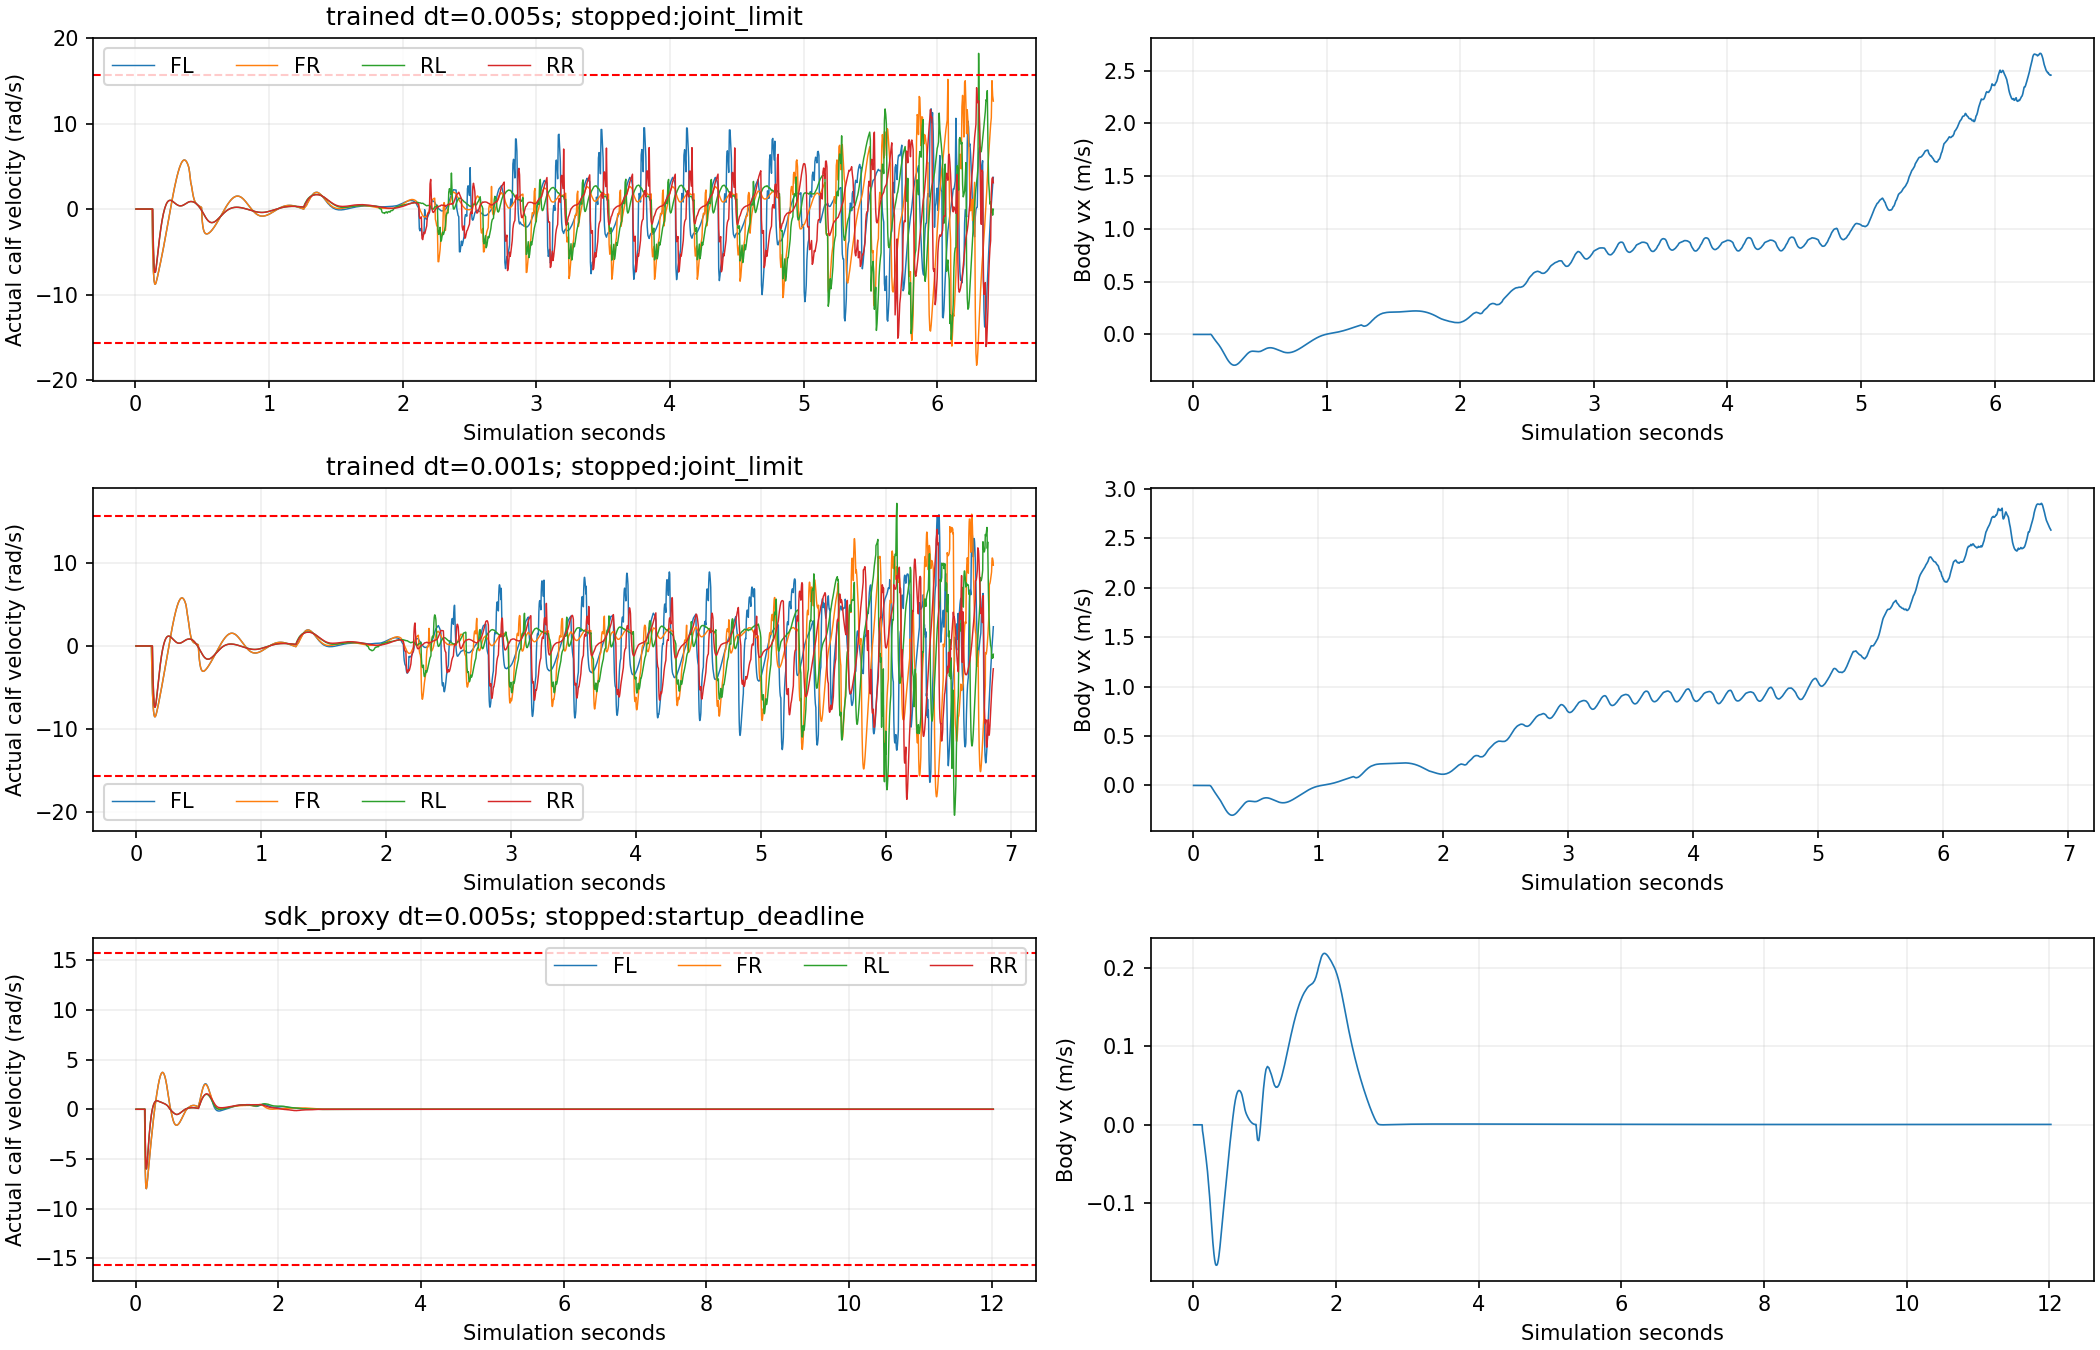 trained dt=0.005s; stopped:joint_limit
Actual calf velocity (rad/s)
20
10
0
−10
−20
FL FR RL RR
0 1 2 3 4 5 6
Simulation seconds
Body vx (m/s)
2.5
2.0
1.5
1.0
0.5
0.0
0 1 2 3 4 5 6
Simulation seconds
trained dt=0.001s; stopped:joint_limit
Actual calf velocity (rad/s)
10
0
−10
−20
FL FR RL RR
0 1 2 3 4 5 6 7
Simulation seconds
Body vx (m/s)
3.0
2.5
2.0
1.5
1.0
0.5
0.0
0 1 2 3 4 5 6 7
Simulation seconds
sdk_proxy dt=0.005s; stopped:startup_deadline
Actual calf velocity (rad/s)
15
10
5
0
−5
−10
−15
FL FR RL RR
0 2 4 6 8 10 12
Simulation seconds
Body vx (m/s)
0.2
0.1
0.0
−0.1
0 2 4 6 8 10 12
Simulation seconds